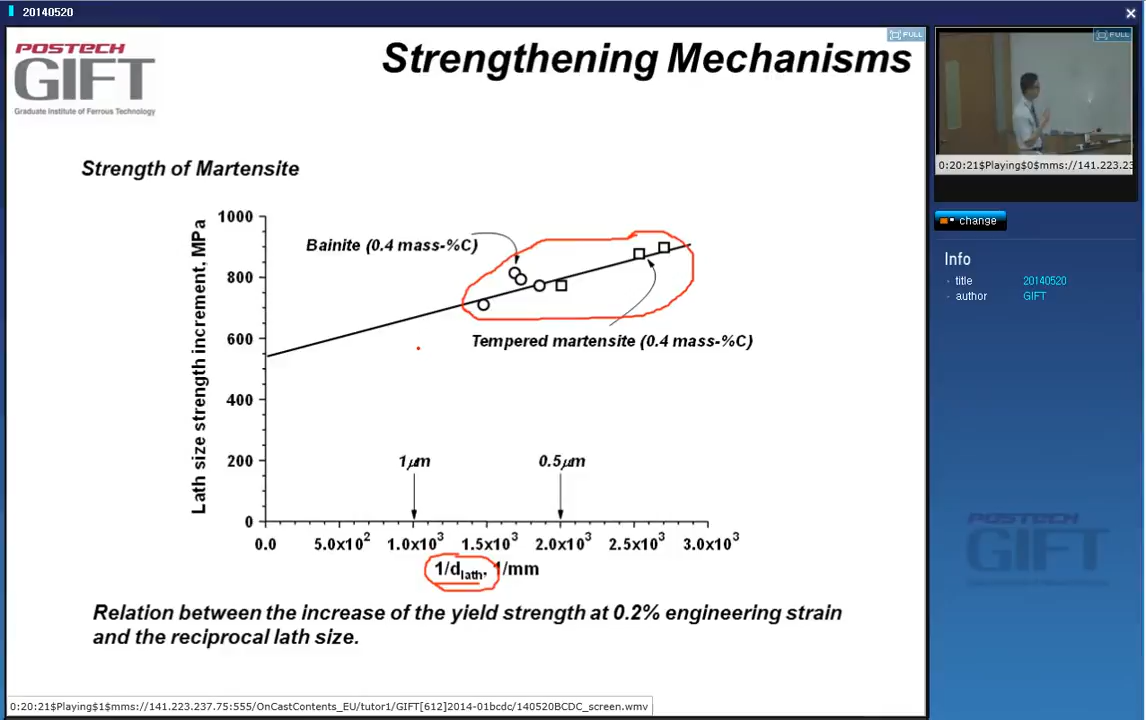 20140520
POSTECH
GIFT
Graduate Institute of Ferrous Technology
Strengthening Mechanisms
FULL
FULL
Strength of Martensite
0:20:21$Playing$0$mms://141.223.23
change
Info
title 20140520
author GIFT
Lath size strength increment, MPa
1000
800
600
400
200
0
Bainite (0.4 mass-%C)
Tempered martensite (0.4 mass-%C)
1μm
0.5μm
0.0 5.0x10² 1.0x10³ 1.5x10³ 2.0x10³ 2.5x10³ 3.0x10³
1/dlath, 1/mm
Relation between the increase of the yield strength at 0.2% engineering strain
and the reciprocal lath size.
POSTECH
GIFT
0:20:21$Playing$1$mms://141.223.237.75:555/OnCastContents_EU/tutor1/GIFT[612]2014-01bcdc/140520BCDC_screen.wmv